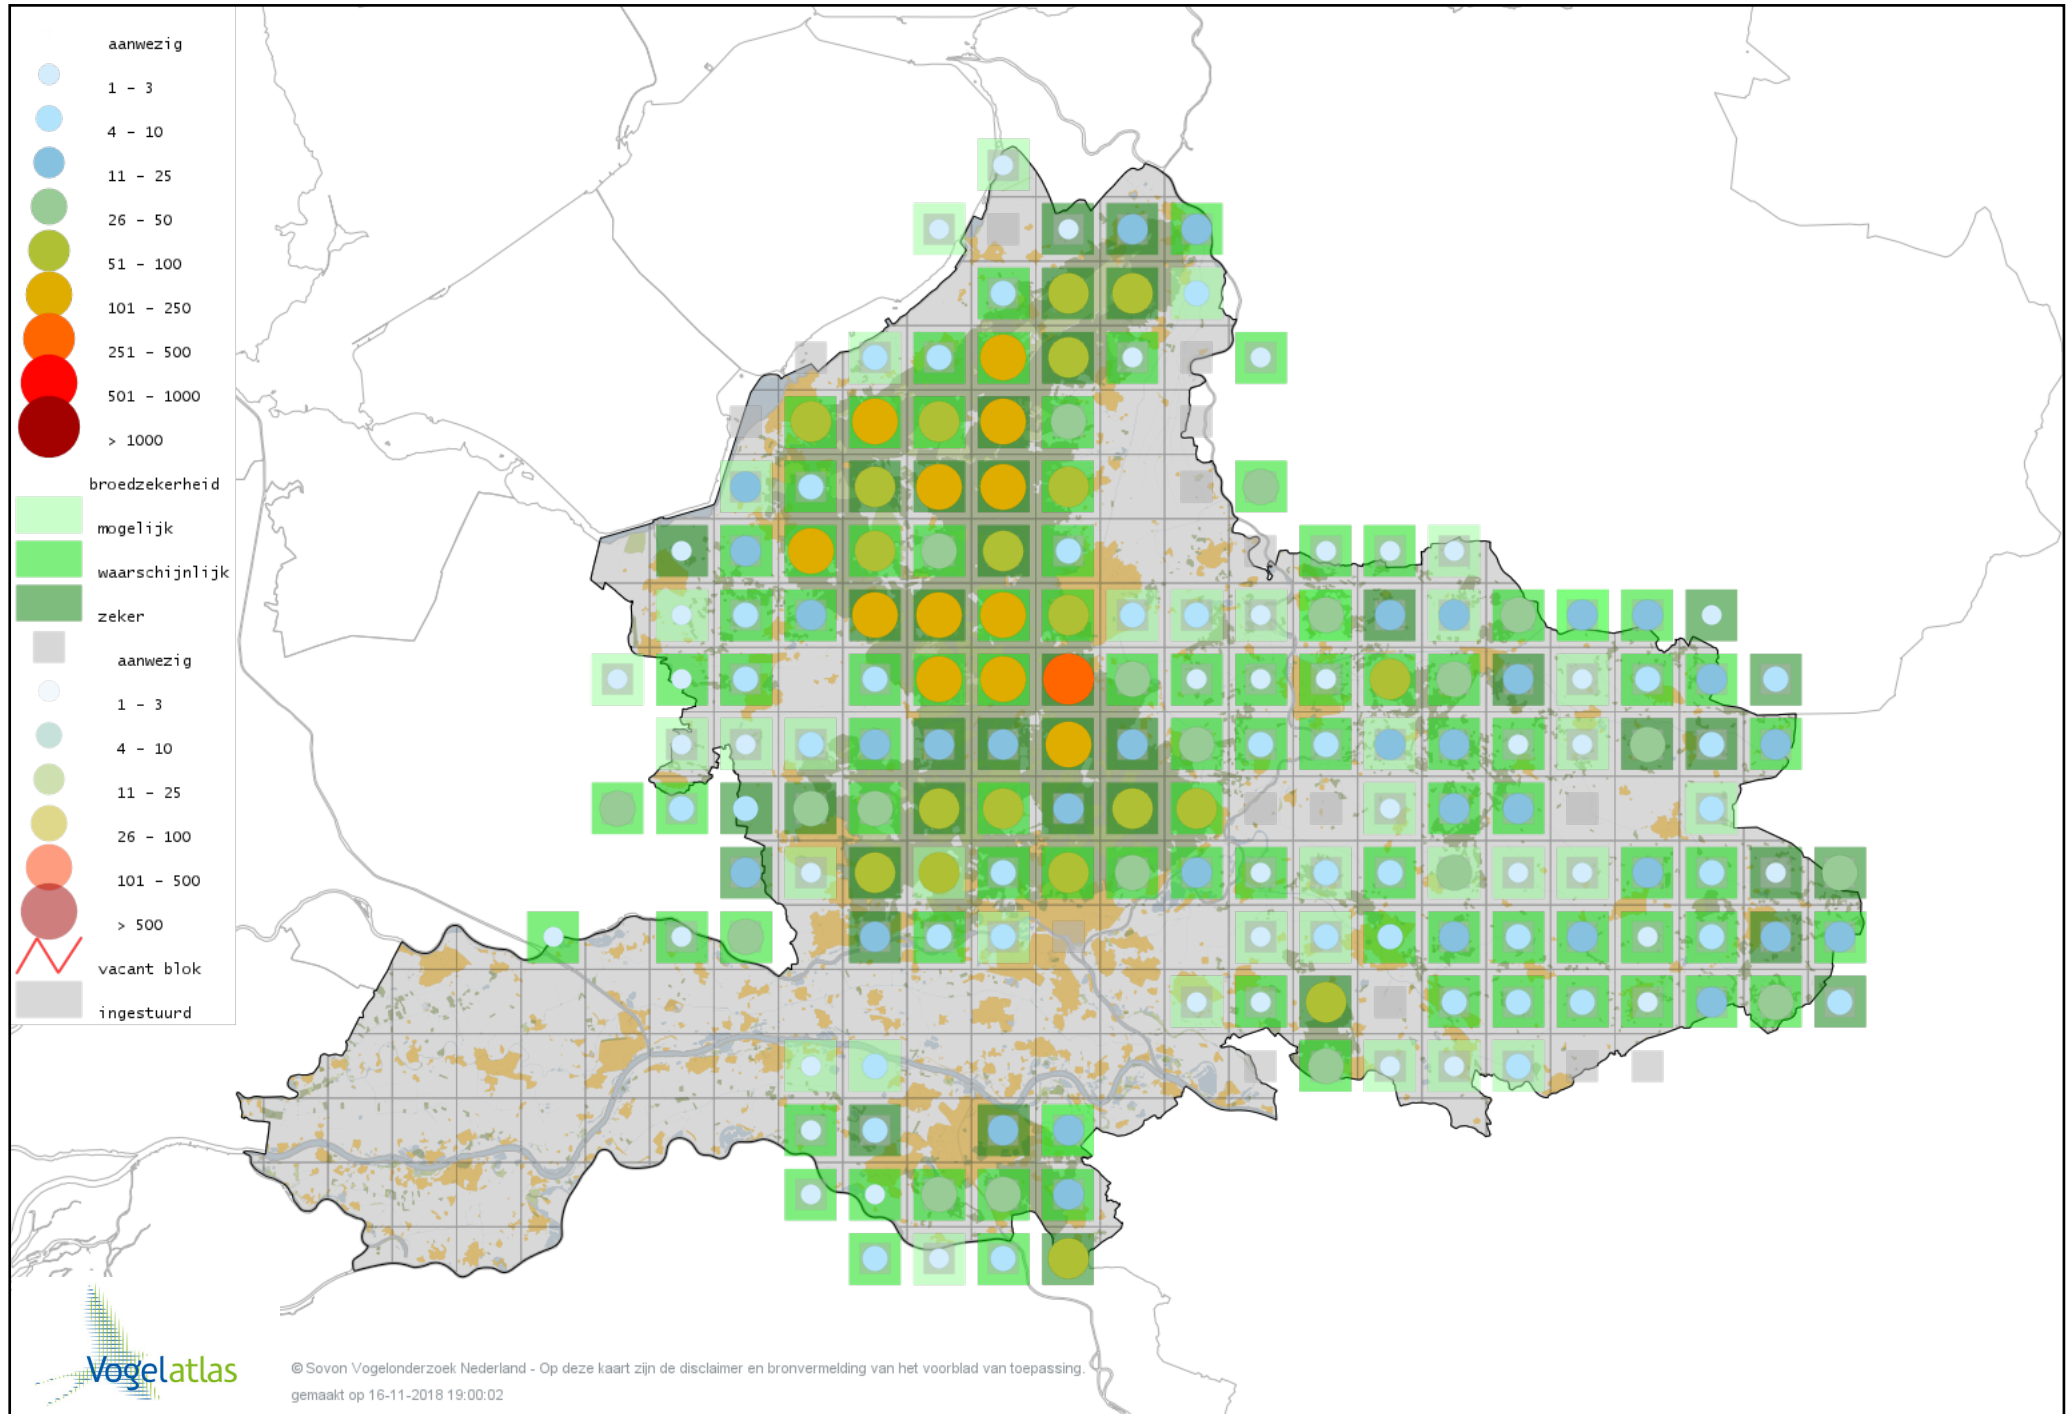 aanwezig
1 - 3
4 - 10
11 - 25
26 - 50
51 - 100
101 - 250
251 - 500
501 - 1000
> 1000
broedzekerheid
mogelijk
waarschijnlijk
zeker
aanwezig
1 - 3
4 - 10
11 - 25
26 - 100
101 - 500
> 500
vacant blok
ingestuurd
Vogelatlas
© Sovon Vogelonderzoek Nederland - Op deze kaart zijn de disclaimer en bronvermelding van het voorblad van toepassing.
gemaakt op 16-11-2018 19:00:02